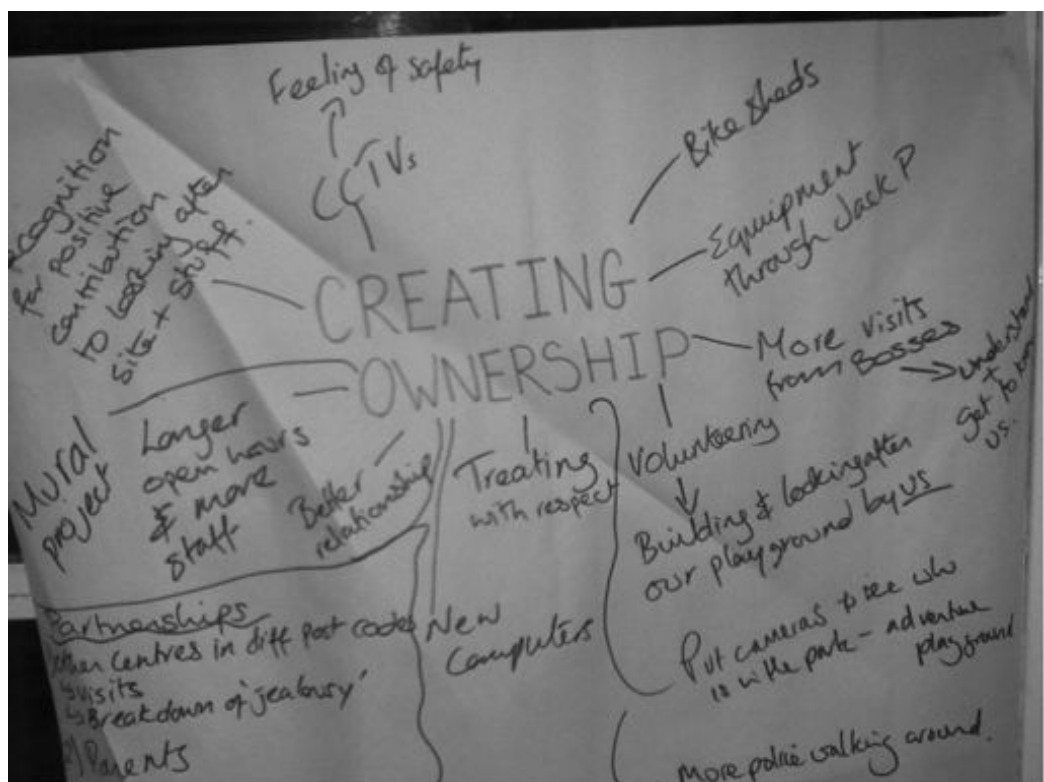 Feeling of safety
CCTVs
Bike Sheds
Equipment
through Jack P
recognition
for positive
contribution
to looking after
site + stuff.
CREATING
OWNERSHIP
More visits
from Bosses
understand
+
get to know
us.
Mural
project
Longer
open hours
& more
staff
Better
relationship
Treating
with respect
Volunteering
Building & looking after
our playground by us
New
Computers
Put cameras to see who
is in the park - adventure
playground
More police walking around.
Partnerships
Other Centres in diff post codes
↳ visits
↳ Breakdown of 'jealousy'
Parents